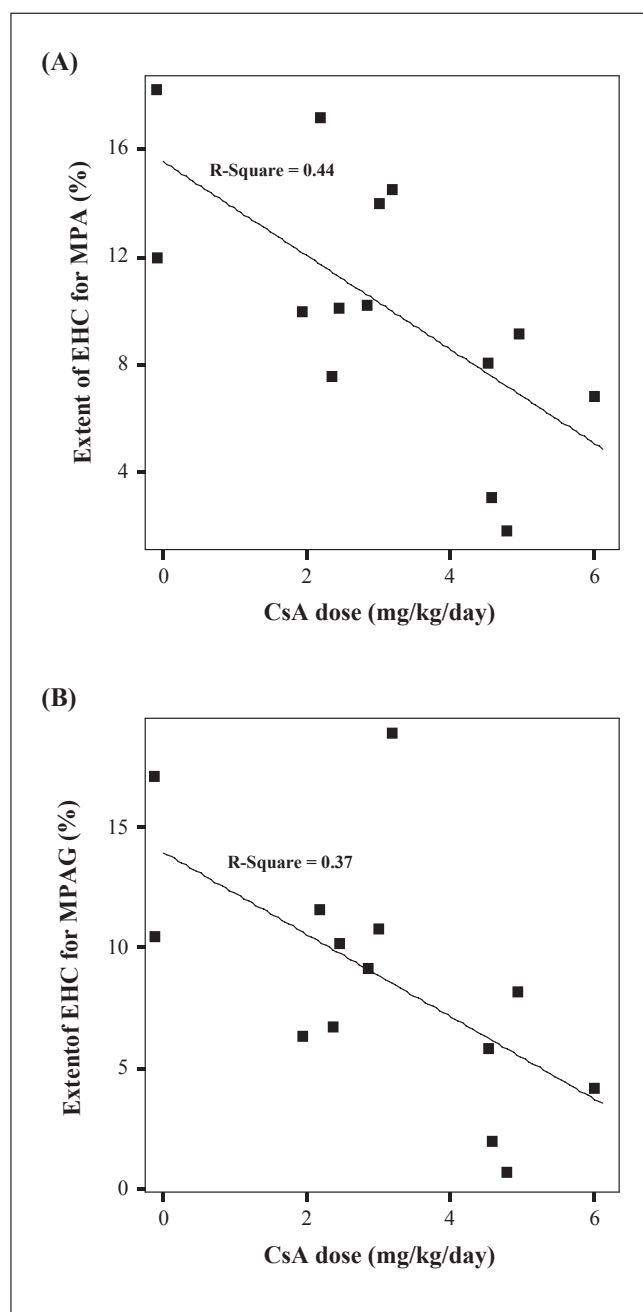 (A)
Extent of EHC for MPA (%)
16
12
8
4
R-Square = 0.44
0 2 4 6
CsA dose (mg/kg/day)
(B)
Extentof EHC for MPAG (%)
15
10
5
0
R-Square = 0.37
0 2 4 6
CsA dose (mg/kg/day)